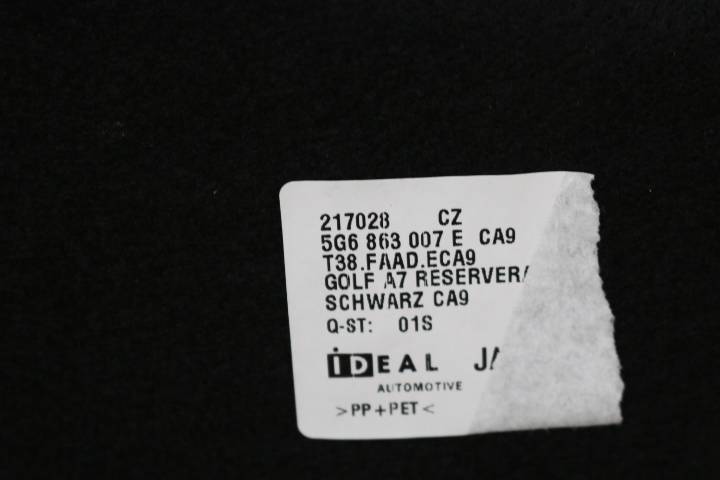 217028 CZ
5G6 863 007 E CA9
T38.FAAD.ECA9
GOLF A7 RESERVER
SCHWARZ CA9
Q-ST: 01S
iDEAL JA
AUTOMOTIVE
>PP+PET<